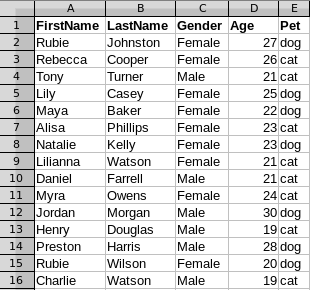 A B C D E
1 FirstName LastName Gender Age Pet
2 Rubie Johnston Female 27 dog
3 Rebecca Cooper Female 26 cat
4 Tony Turner Male 21 cat
5 Lily Casey Female 25 dog
6 Maya Baker Female 22 dog
7 Alisa Phillips Female 23 cat
8 Natalie Kelly Female 23 dog
9 Lilianna Watson Female 21 cat
10 Daniel Farrell Male 21 cat
11 Myra Owens Female 24 cat
12 Jordan Morgan Male 30 dog
13 Henry Douglas Male 19 cat
14 Preston Harris Male 28 dog
15 Rubie Wilson Female 20 dog
16 Charlie Watson Male 19 cat